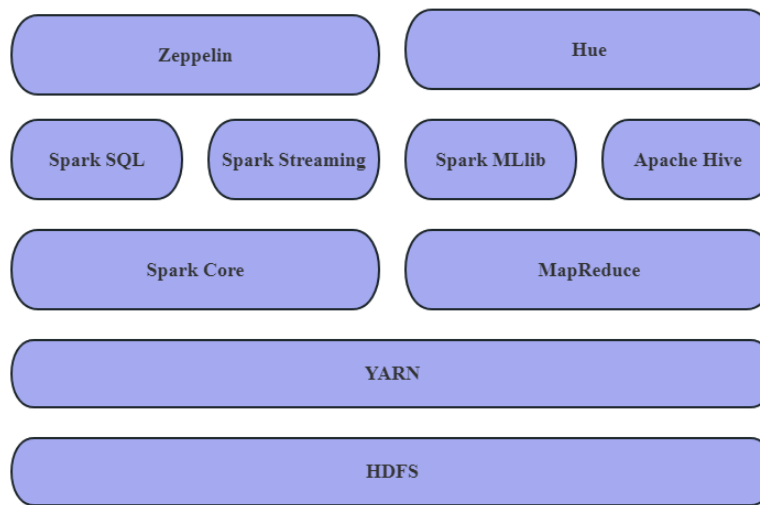 Zeppelin
Hue
Spark SQL
Spark Streaming
Spark MLlib
Apache Hive
Spark Core
MapReduce
YARN
HDFS